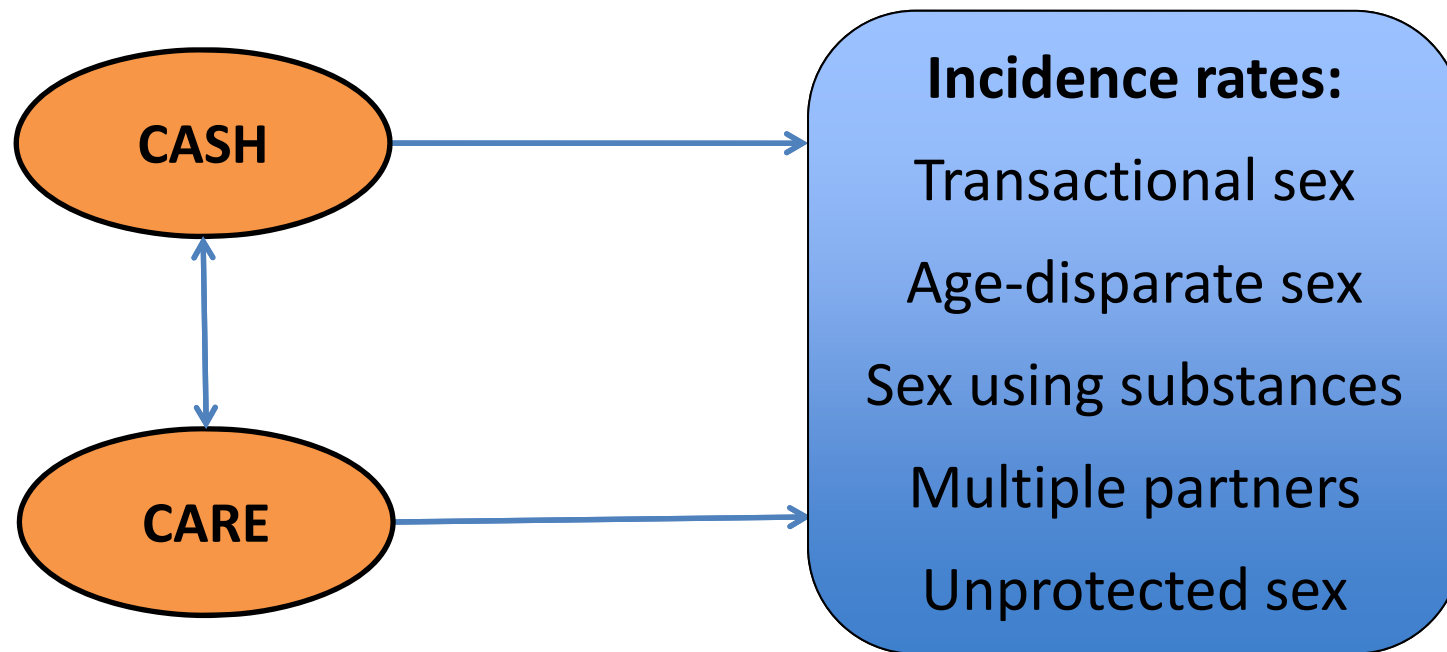 CASH
CARE
Incidence rates:
Transactional sex
Age-disparate sex
Sex using substances
Multiple partners
Unprotected sex